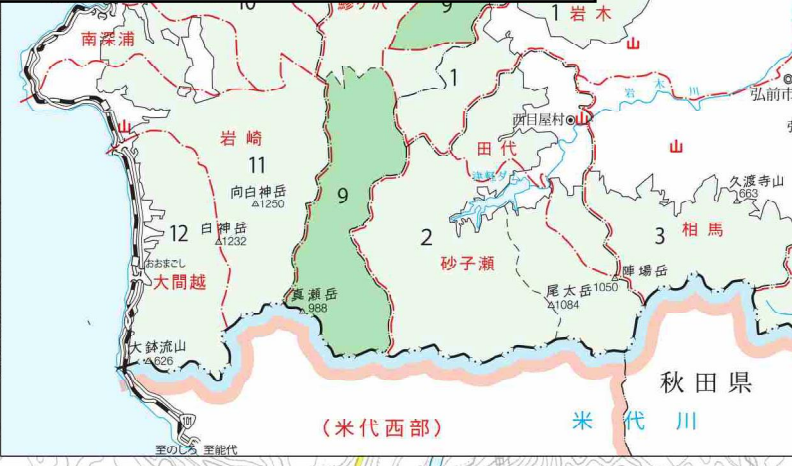 10
鰺ヶ沢
9
1
岩木
南深浦
山
1
岩木川
弘前市
西目屋村
山
山
岩崎
田代
山
11
津軽ダム
向白神岳
△1250
久渡寺山
△663
9
12
白神岳
△1232
2
3
相馬
おおまごし
大間越
砂子瀬
陣場岳
1050
真瀬岳
△988
尾太岳
△1084
大鉢流山
△626
秋田県
(米代西部)
米代川
101
至のしろ 至能代